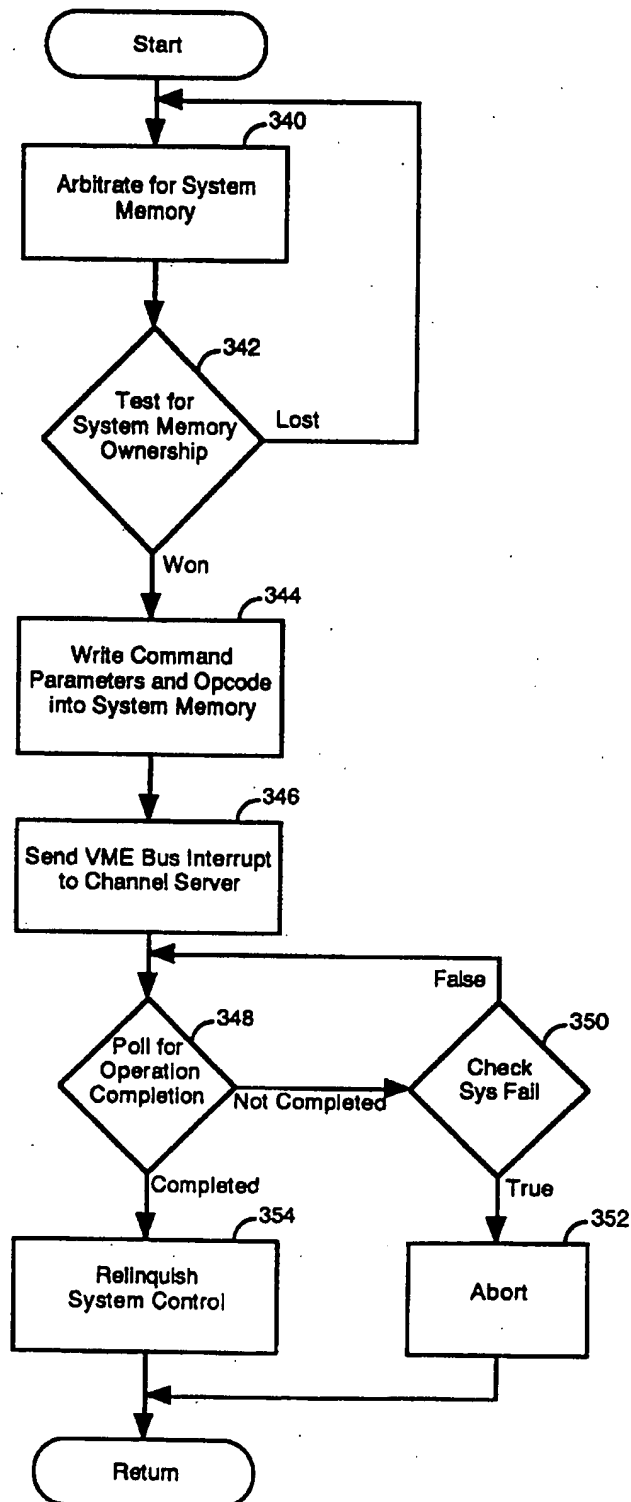 Start
340
Arbitrate for System
Memory
342
Test for
System Memory
Ownership
Lost
Won
344
Write Command
Parameters and Opcode
into System Memory
346
Send VME Bus Interrupt
to Channel Server
False
348
350
Poll for
Operation
Completion
Check
Sys Fail
Not Completed
Completed
True
354
352
Relinquish
System Control
Abort
Return